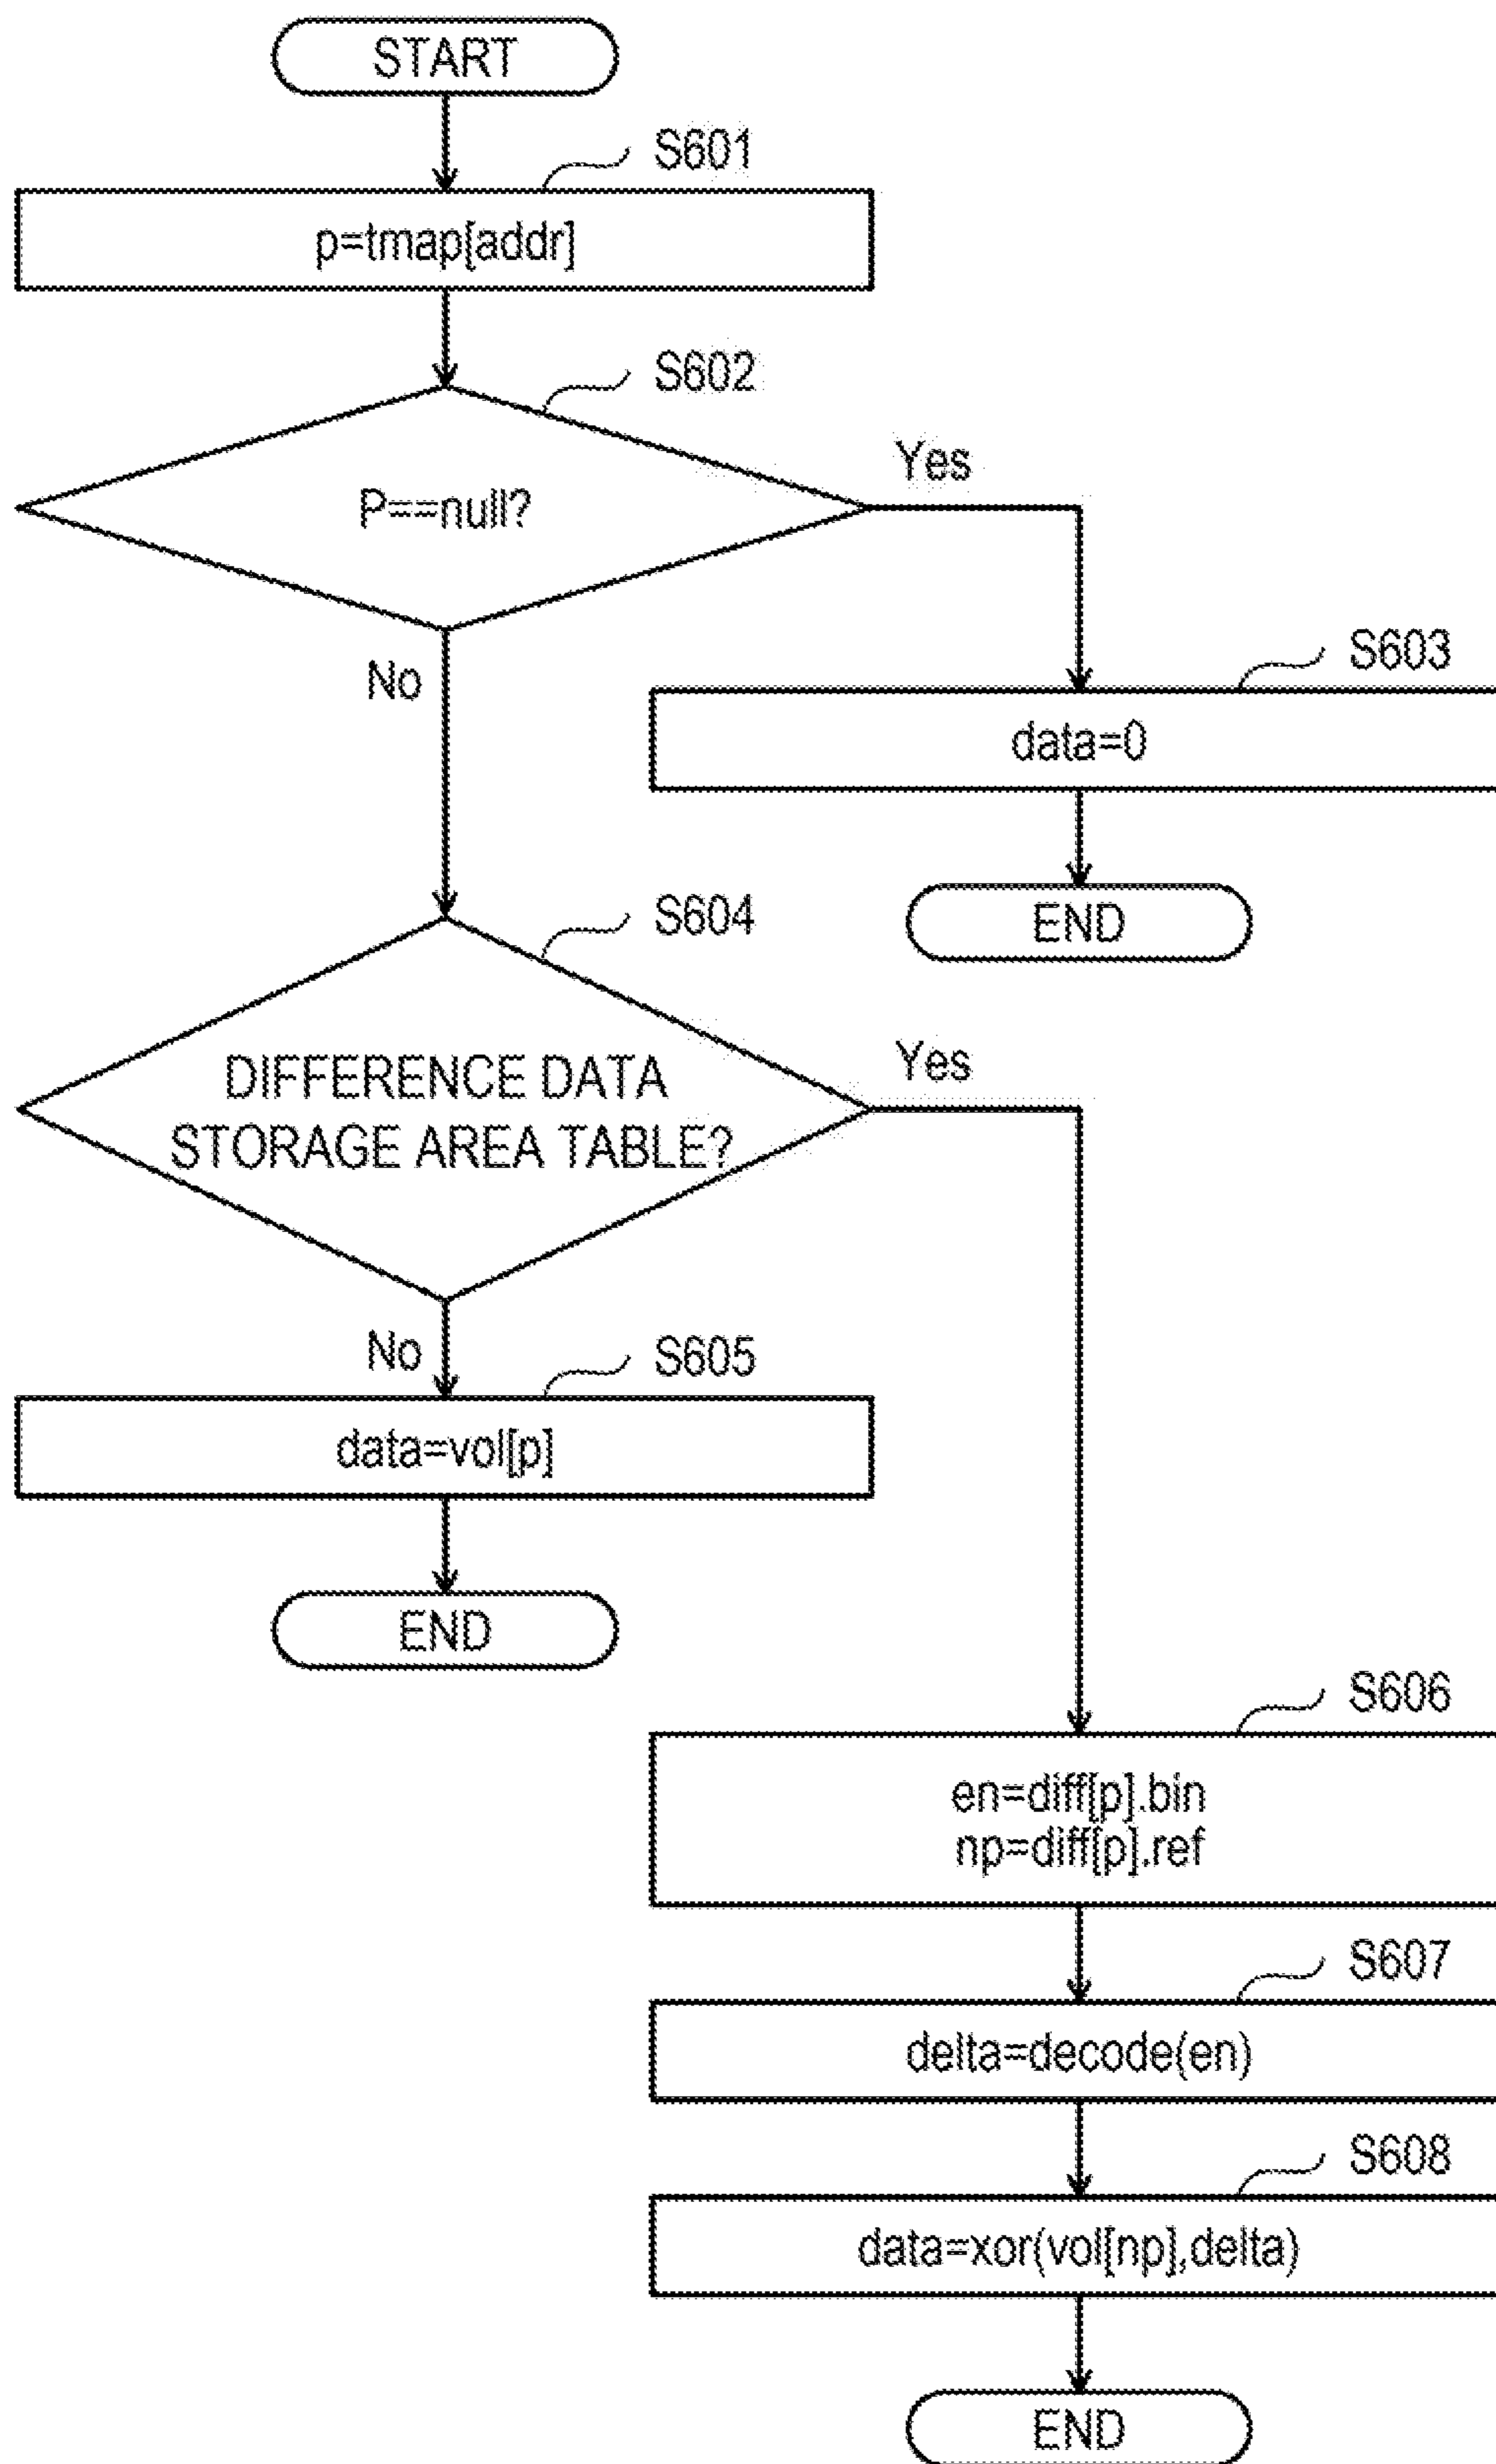 START
S601
p=tmap[addr]
S602
P==null?
Yes
No
S603
data=0
END
S604
DIFFERENCE DATA
STORAGE AREA TABLE?
Yes
No
S605
data=vol[p]
END
S606
en=diff[p].bin
np=diff[p].ref
S607
delta=decode(en)
S608
data=xor(vol[np],delta)
END